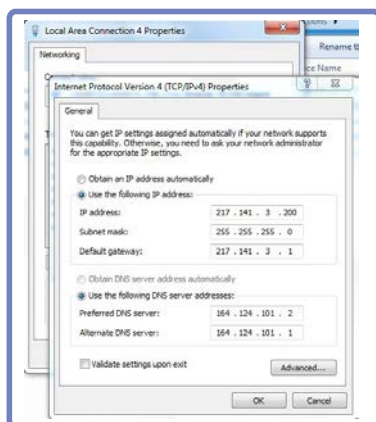 Local Area Connection 4 Properties
Rename t
Networking
ce Name
Internet Protocol Version 4 (TCP/IPv4) Properties
General
You can get IP settings assigned automatically if your network supports
this capability. Otherwise, you need to ask your network administrator
for the appropriate IP settings.
Obtain an IP address automatically
Use the following IP address:
IP address: 217 . 141 . 3 . 200
Subnet mask: 255 . 255 . 255 . 0
Default gateway: 217 . 141 . 3 . 1
Obtain DNS server address automatically
Use the following DNS server addresses:
Preferred DNS server: 164 . 124 . 101 . 2
Alternate DNS server: 164 . 124 . 101 . 1
Validate settings upon exit
Advanced...
OK Cancel